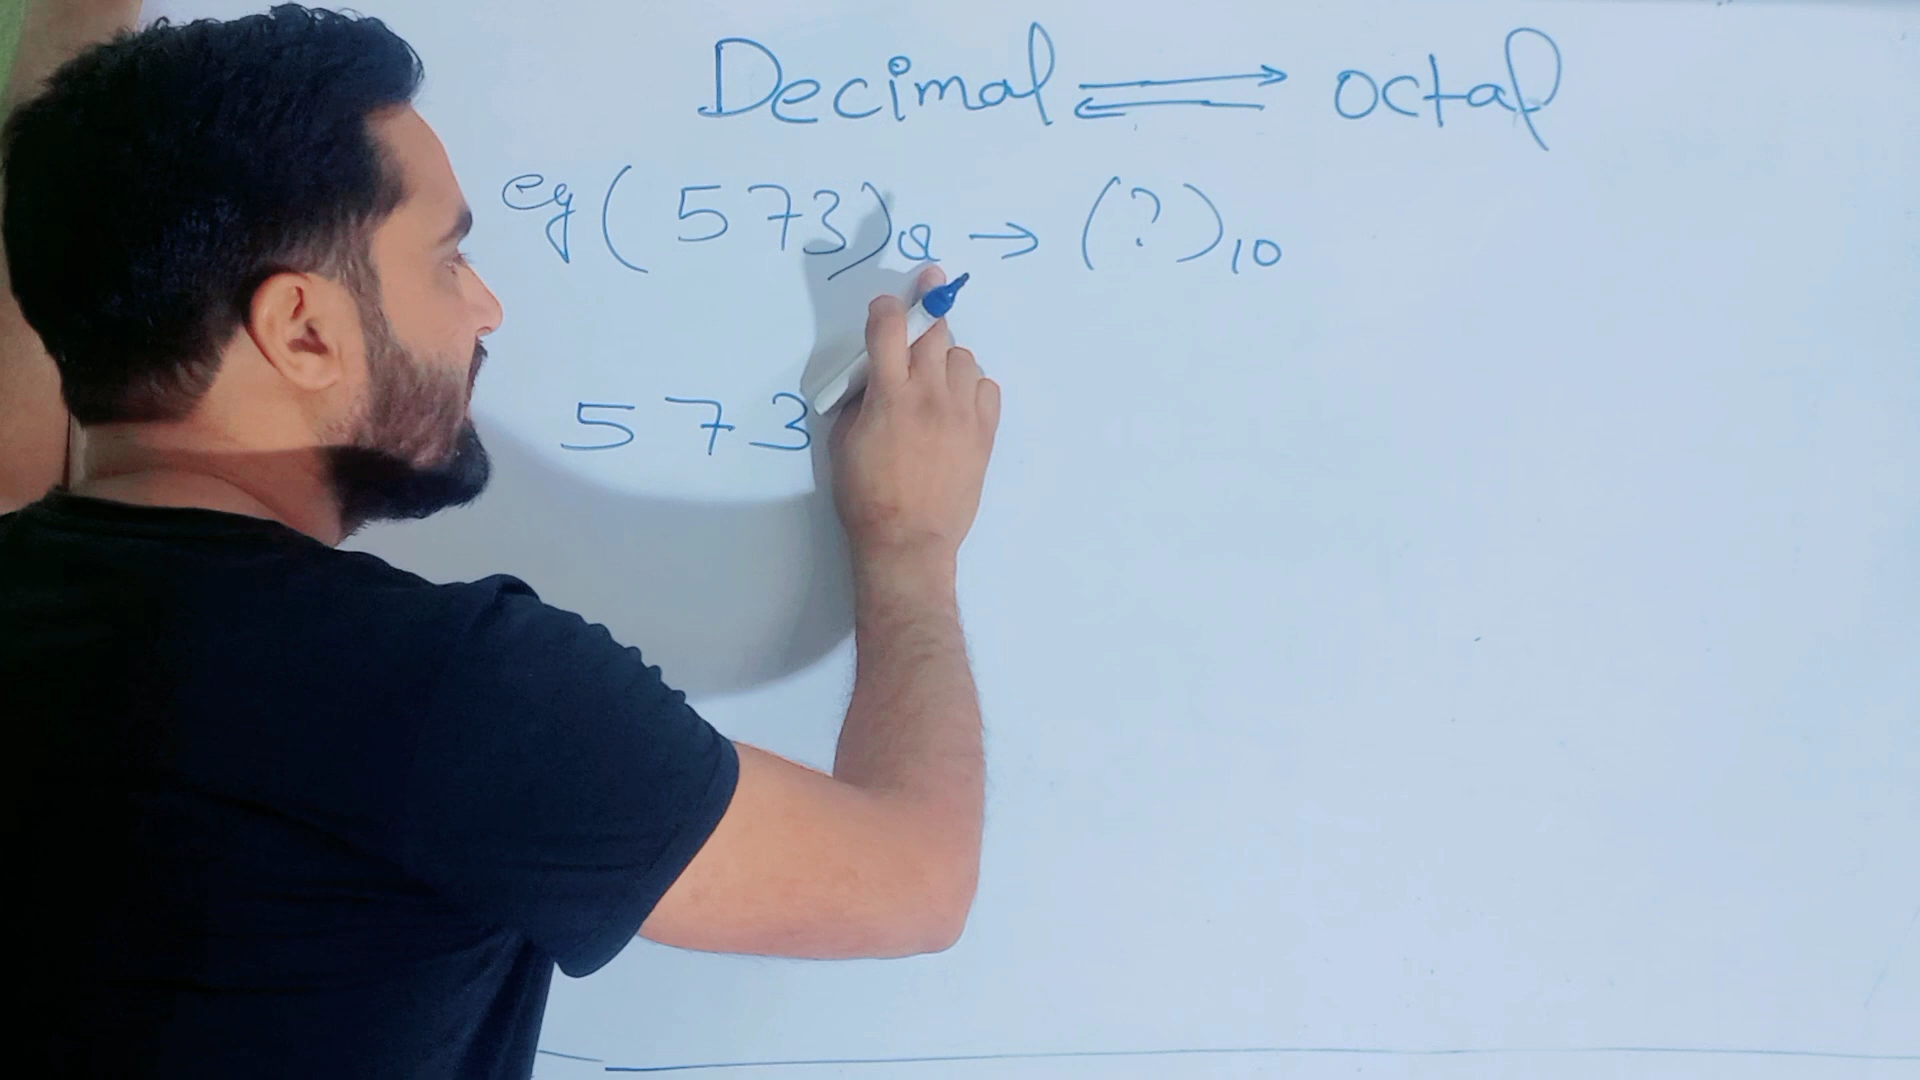 Decimal ⇌ octal
eg (573)₈ → (?)₁₀
573